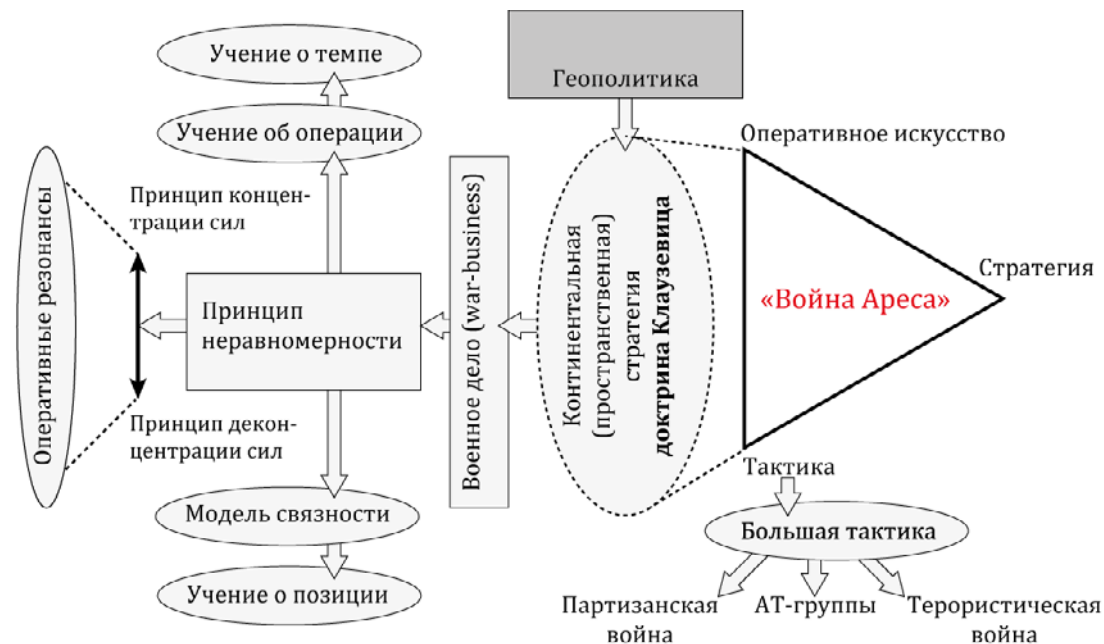 Учение о темпе
Геополитика
Учение об операции
Оперативное искусство
Принцип концен-
трации сил
Оперативные резонансы
Принцип
неравномерности
Военное дело (war-business)
Континентальная
(пространственная)
стратегия
доктрина Клаузевица
«Война Ареса»
Стратегия
Принцип декон-
центрации сил
Тактика
Модель связности
Большая тактика
Учение о позиции
Партизанская
война
АТ-группы
Терористическая
война